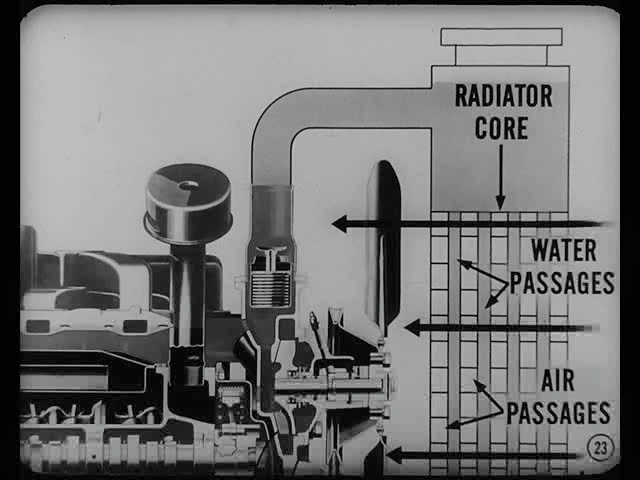 RADIATOR
CORE
WATER
PASSAGES
AIR
PASSAGES
23